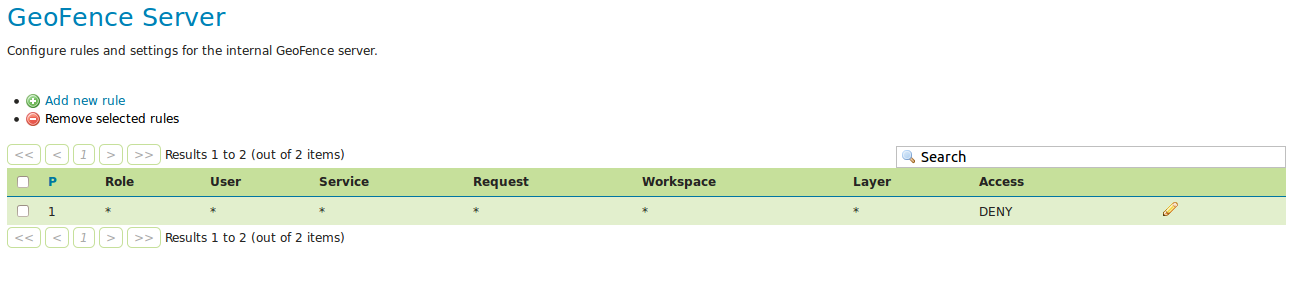 GeoFence Server
Configure rules and settings for the internal GeoFence server.
Add new rule
Remove selected rules
<< < 1 > >> Results 1 to 2 (out of 2 items) Search
P Role User Service Request Workspace Layer Access
1 * * * * * * DENY
<< < 1 > >> Results 1 to 2 (out of 2 items)